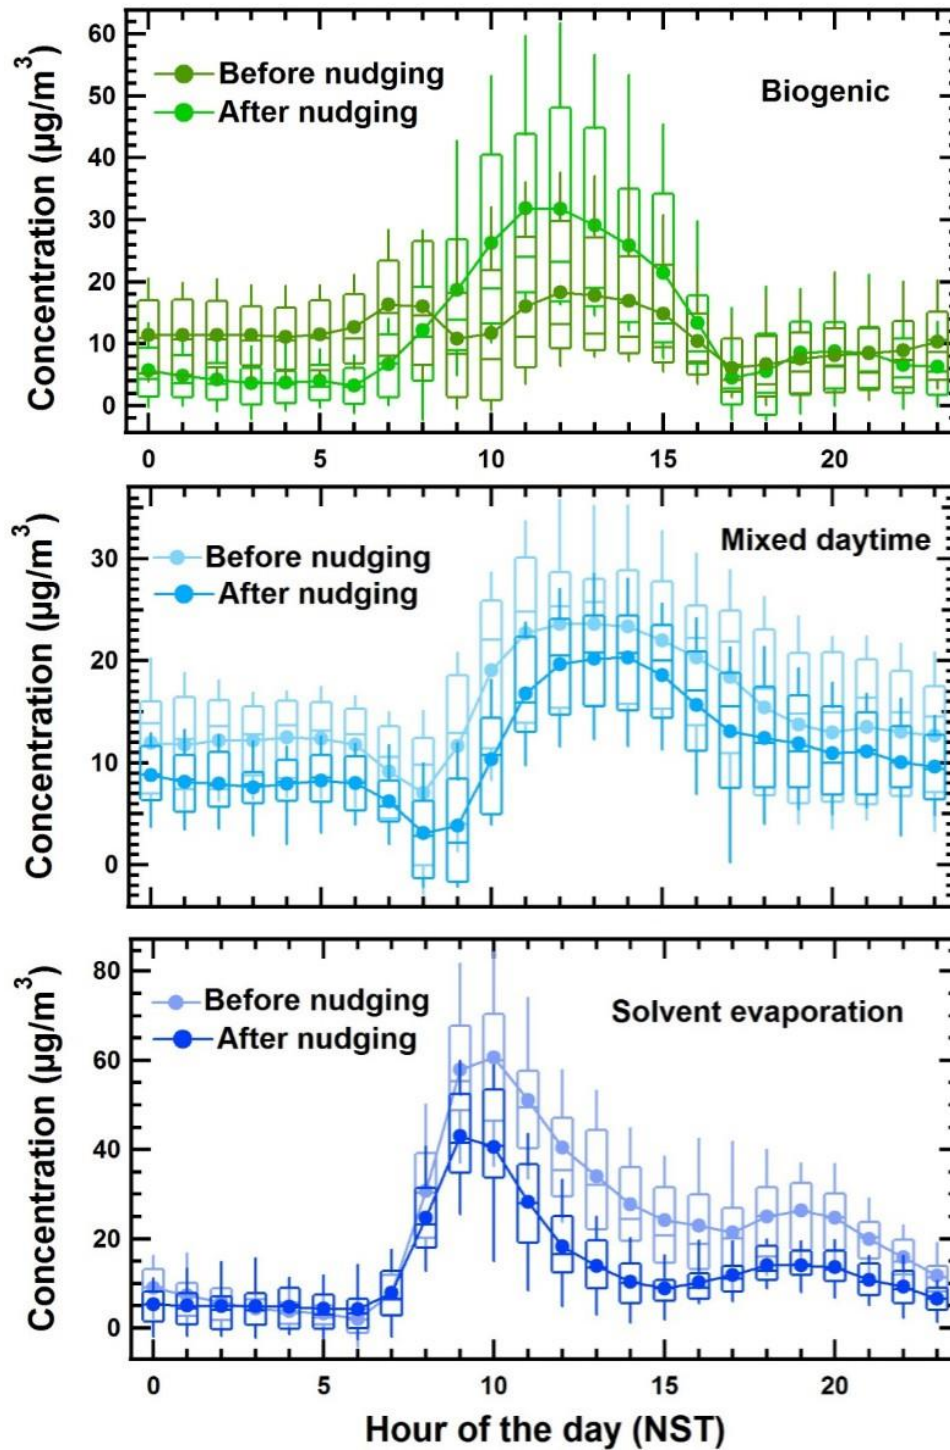 Concentration (µg/m³)
60
50
40
30
20
10
0
Before nudging
After nudging
Biogenic
0 5 10 15 20
Concentration (µg/m³)
30
20
10
0
Before nudging
After nudging
Mixed daytime
Concentration (µg/m³)
80
60
40
20
0
Before nudging
After nudging
Solvent evaporation
0 5 10 15 20
Hour of the day (NST)